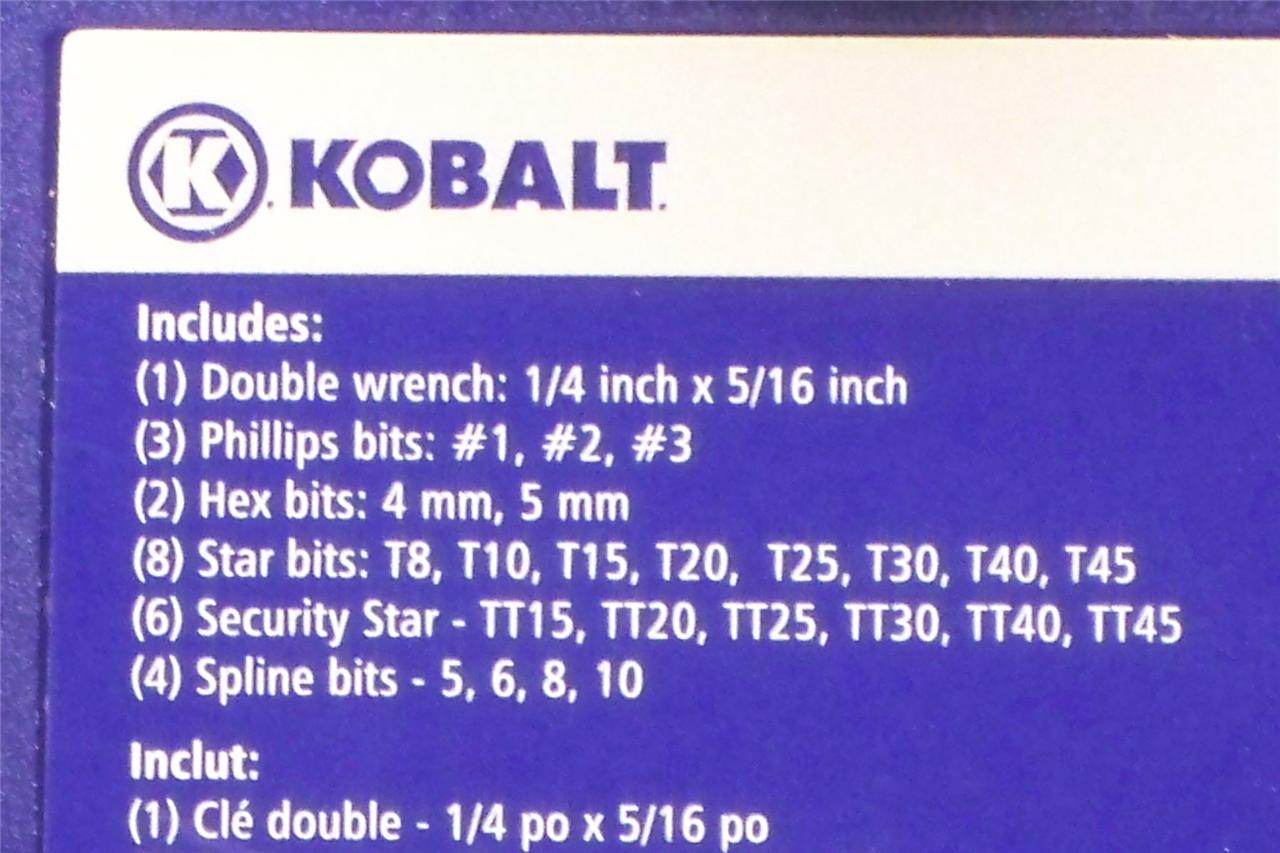 K. KOBALT.
Includes:
(1) Double wrench: 1/4 inch x 5/16 inch
(3) Phillips bits: #1, #2, #3
(2) Hex bits: 4 mm, 5 mm
(8) Star bits: T8, T10, T15, T20, T25, T30, T40, T45
(6) Security Star - TT15, TT20, TT25, TT30, TT40, TT45
(4) Spline bits - 5, 6, 8, 10
Inclut:
(1) Clé double - 1/4 po x 5/16 po